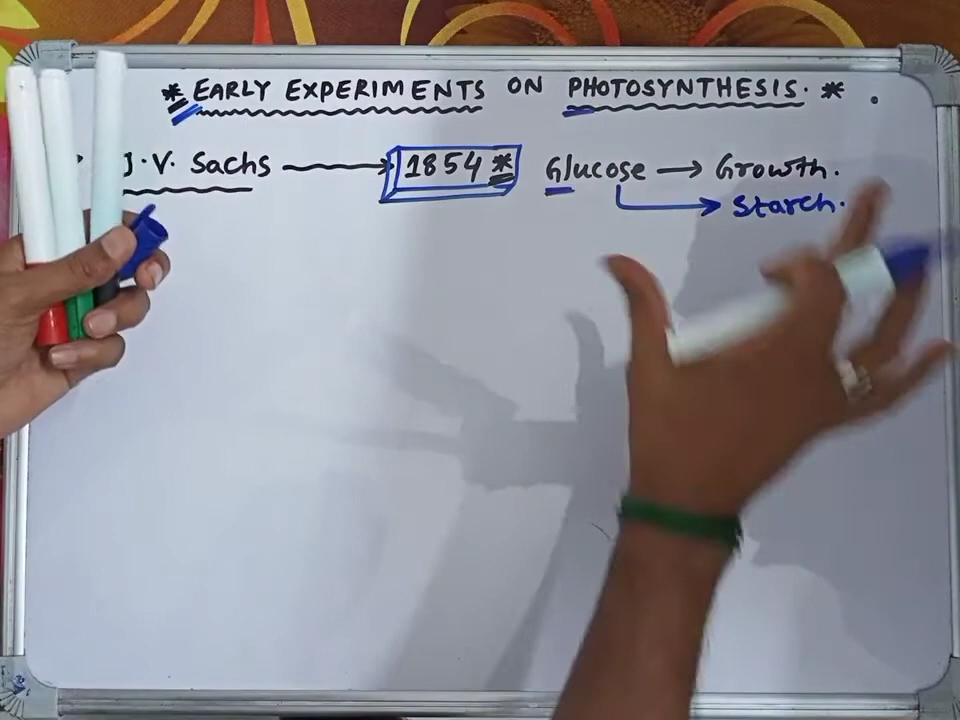 * EARLY EXPERIMENTS ON PHOTOSYNTHESIS. * .
J.V. Sachs → 1854 * Glucose → Growth.
→ Starch.